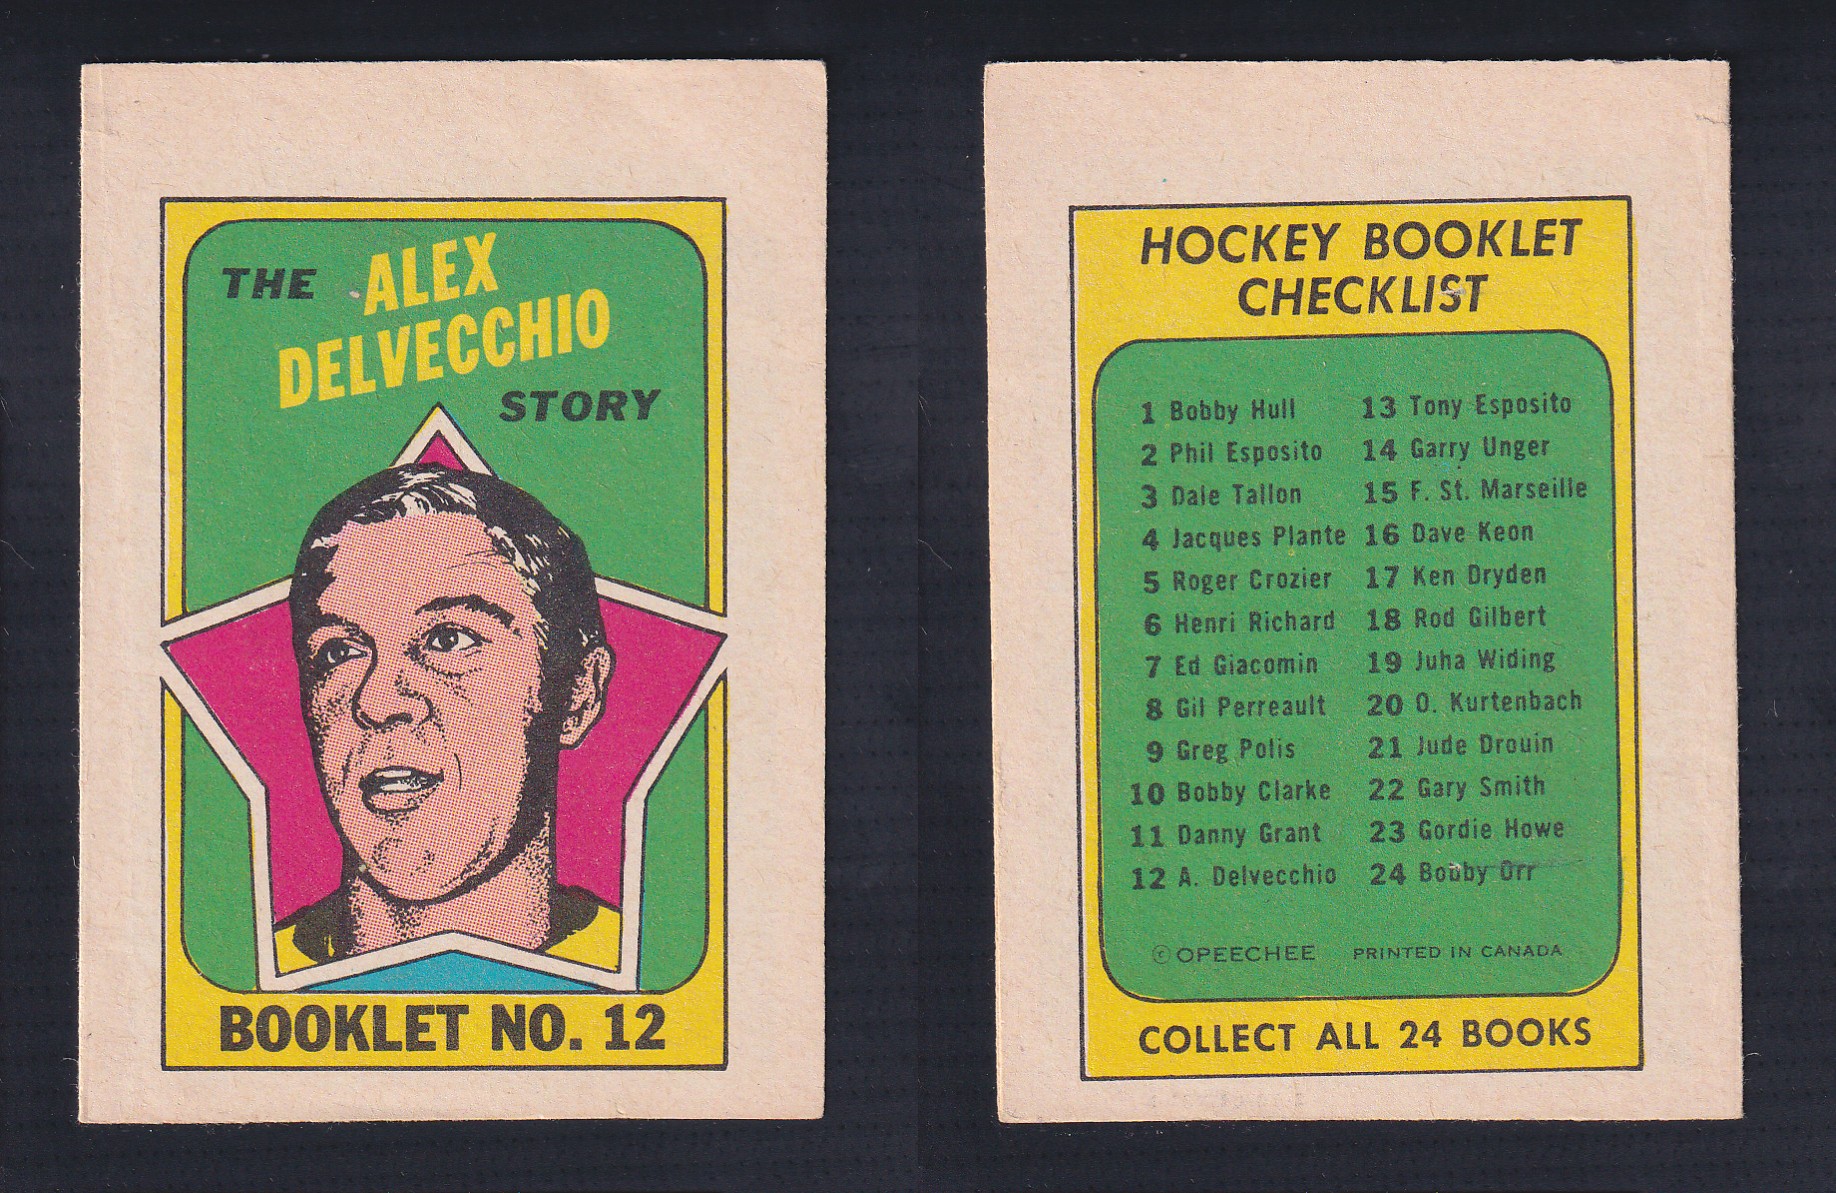 THE ALEX
DELVECCHIO
STORY
BOOKLET NO. 12
HOCKEY BOOKLET
CHECKLIST
1 Bobby Hull 13 Tony Esposito
2 Phil Esposito 14 Garry Unger
3 Dale Tallon 15 F. St. Marseille
4 Jacques Plante 16 Dave Keon
5 Roger Crozier 17 Ken Dryden
6 Henri Richard 18 Rod Gilbert
7 Ed Giacomin 19 Juha Widing
8 Gil Perreault 20 O. Kurtenbach
9 Greg Polis 21 Jude Drouin
10 Bobby Clarke 22 Gary Smith
11 Danny Grant 23 Gordie Howe
12 A. Delvecchio 24 Bobby Orr
© OPEECHEE PRINTED IN CANADA
COLLECT ALL 24 BOOKS